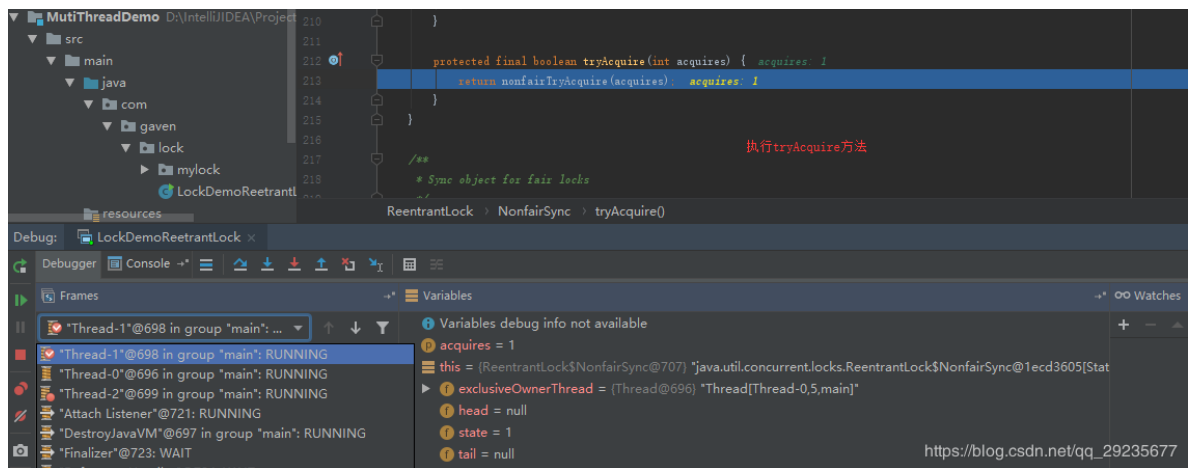 MutiThreadDemo D:\IntelliJIDEA\Project
src
main
java
com
gaven
lock
mylock
LockDemoReetrantL
resources
210 }
211
212 protected final boolean tryAcquire(int acquires) { acquires: 1
213 return nonfairTryAcquire(acquires); acquires: 1
214 }
215 }
216
执行tryAcquire方法
217 /**
218 * Sync object for fair locks
ReentrantLock > NonfairSync > tryAcquire()
Debug: LockDemoReetrantLock ×
Debugger Console
Frames
Variables
Watches
"Thread-1"@698 in group "main": ...
"Thread-1"@698 in group "main": RUNNING
"Thread-0"@696 in group "main": RUNNING
"Thread-2"@699 in group "main": RUNNING
"Attach Listener"@721: RUNNING
"DestroyJavaVM"@697 in group "main": RUNNING
"Finalizer"@723: WAIT
Variables debug info not available
acquires = 1
this = {ReentrantLock$NonfairSync@707} "java.util.concurrent.locks.ReentrantLock$NonfairSync@1ecd3605[Stat
exclusiveOwnerThread = {Thread@696} "Thread[Thread-0,5,main]"
head = null
state = 1
tail = null
https://blog.csdn.net/qq_29235677